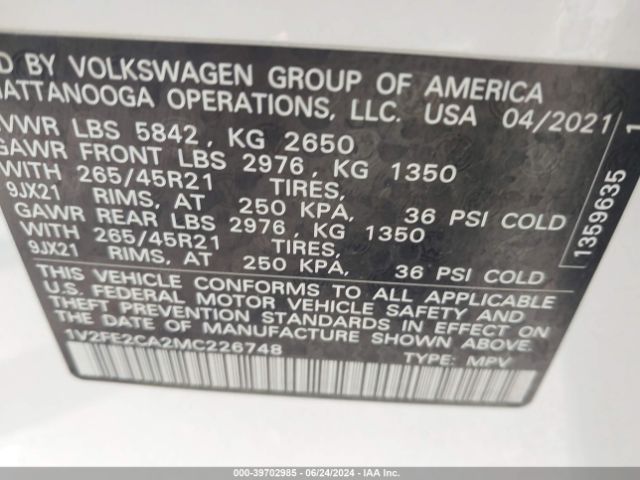 D BY VOLKSWAGEN GROUP OF AMERICA
HATTANOOGA OPERATIONS, LLC. USA 04/2021
VWR LBS 5842, KG 2650
GAWR FRONT LBS 2976, KG 1350
WITH 265/45R21 TIRES,
9JX21 RIMS, AT 250 KPA, 36 PSI COLD
GAWR REAR LBS 2976, KG 1350
WITH 265/45R21 TIRES,
9JX21 RIMS, AT 250 KPA, 36 PSI COLD
THIS VEHICLE CONFORMS TO ALL APPLICABLE
U.S. FEDERAL MOTOR VEHICLE SAFETY AND
THEFT PREVENTION STANDARDS IN EFFECT ON
THE DATE OF MANUFACTURE SHOWN ABOVE.
1V2FE2CA2MC226748 TYPE: MPV
1359635 1
000-39702985 - 06/24/2024 - IAA Inc.